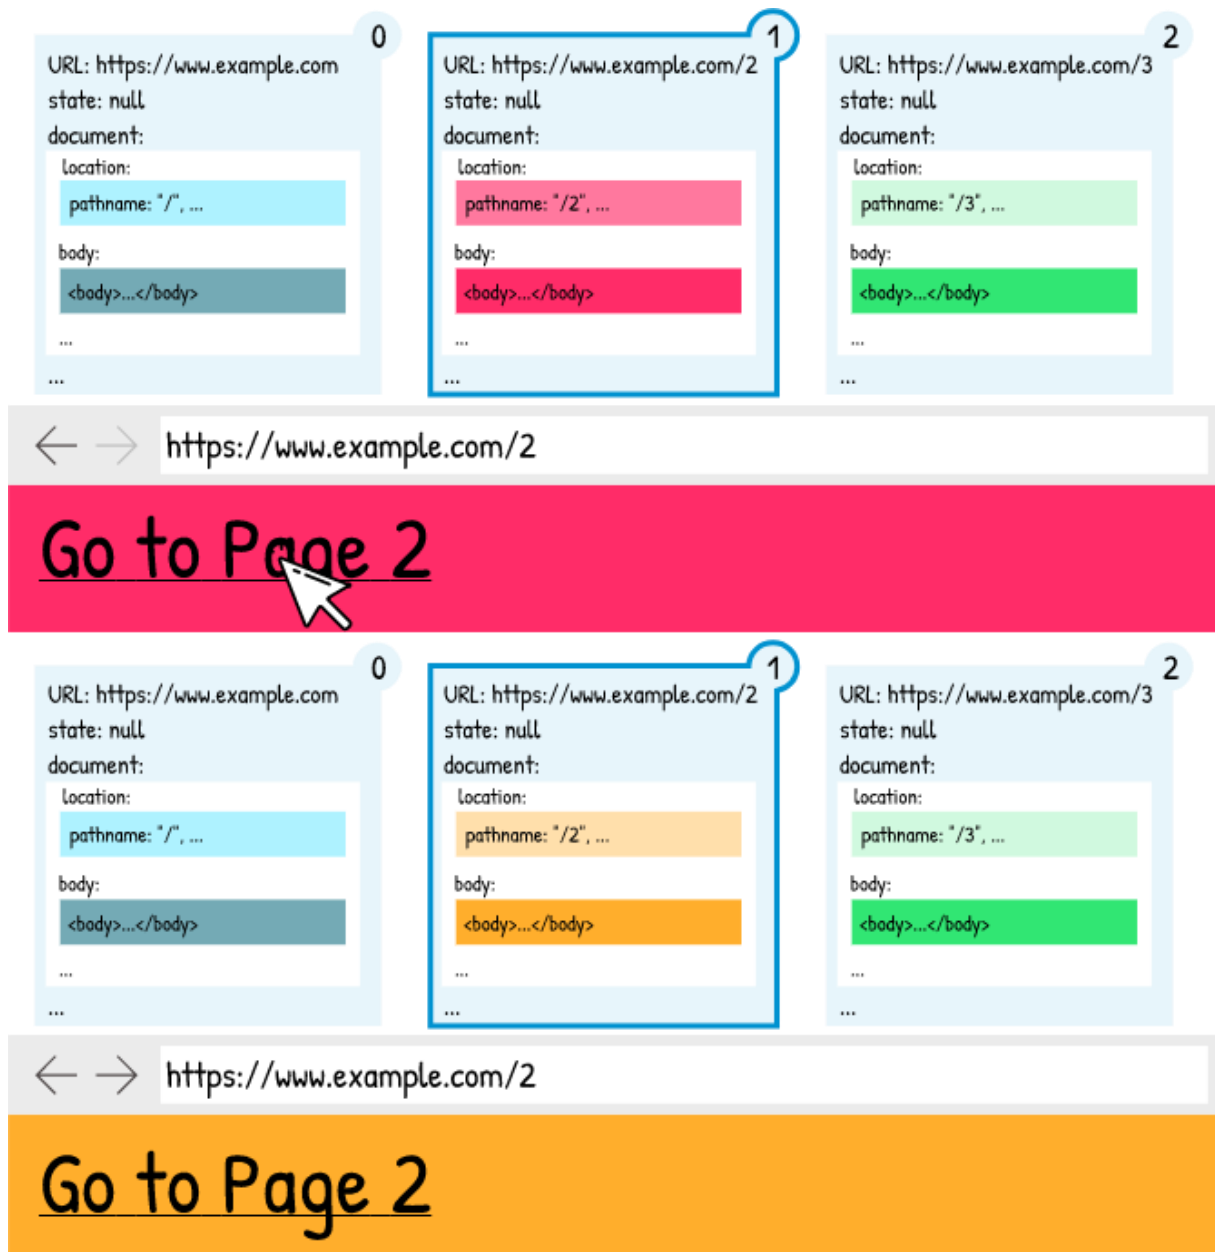 0
URL: https://www.example.com
state: null
document:
location:
pathname: "/", ...
body:
<body>...</body>
...
...
1
URL: https://www.example.com/2
state: null
document:
location:
pathname: "/2", ...
body:
<body>...</body>
...
...
2
URL: https://www.example.com/3
state: null
document:
location:
pathname: "/3", ...
body:
<body>...</body>
...
...
https://www.example.com/2
Go to Page 2
0
URL: https://www.example.com
state: null
document:
location:
pathname: "/", ...
body:
<body>...</body>
...
...
1
URL: https://www.example.com/2
state: null
document:
location:
pathname: "/2", ...
body:
<body>...</body>
...
...
2
URL: https://www.example.com/3
state: null
document:
location:
pathname: "/3", ...
body:
<body>...</body>
...
...
https://www.example.com/2
Go to Page 2